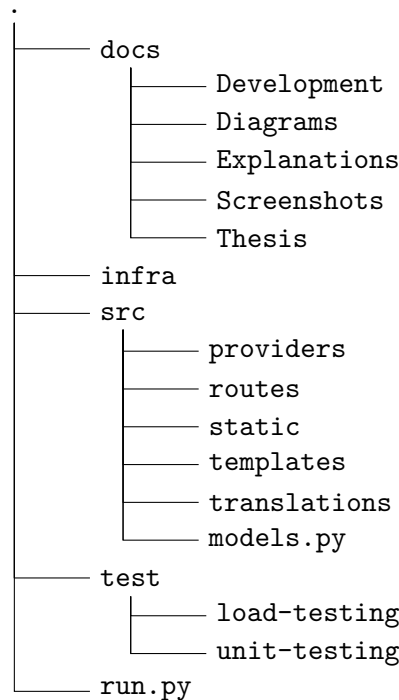 .
docs
Development
Diagrams
Explanations
Screenshots
Thesis
infra
src
providers
routes
static
templates
translations
models.py
test
load-testing
unit-testing
run.py